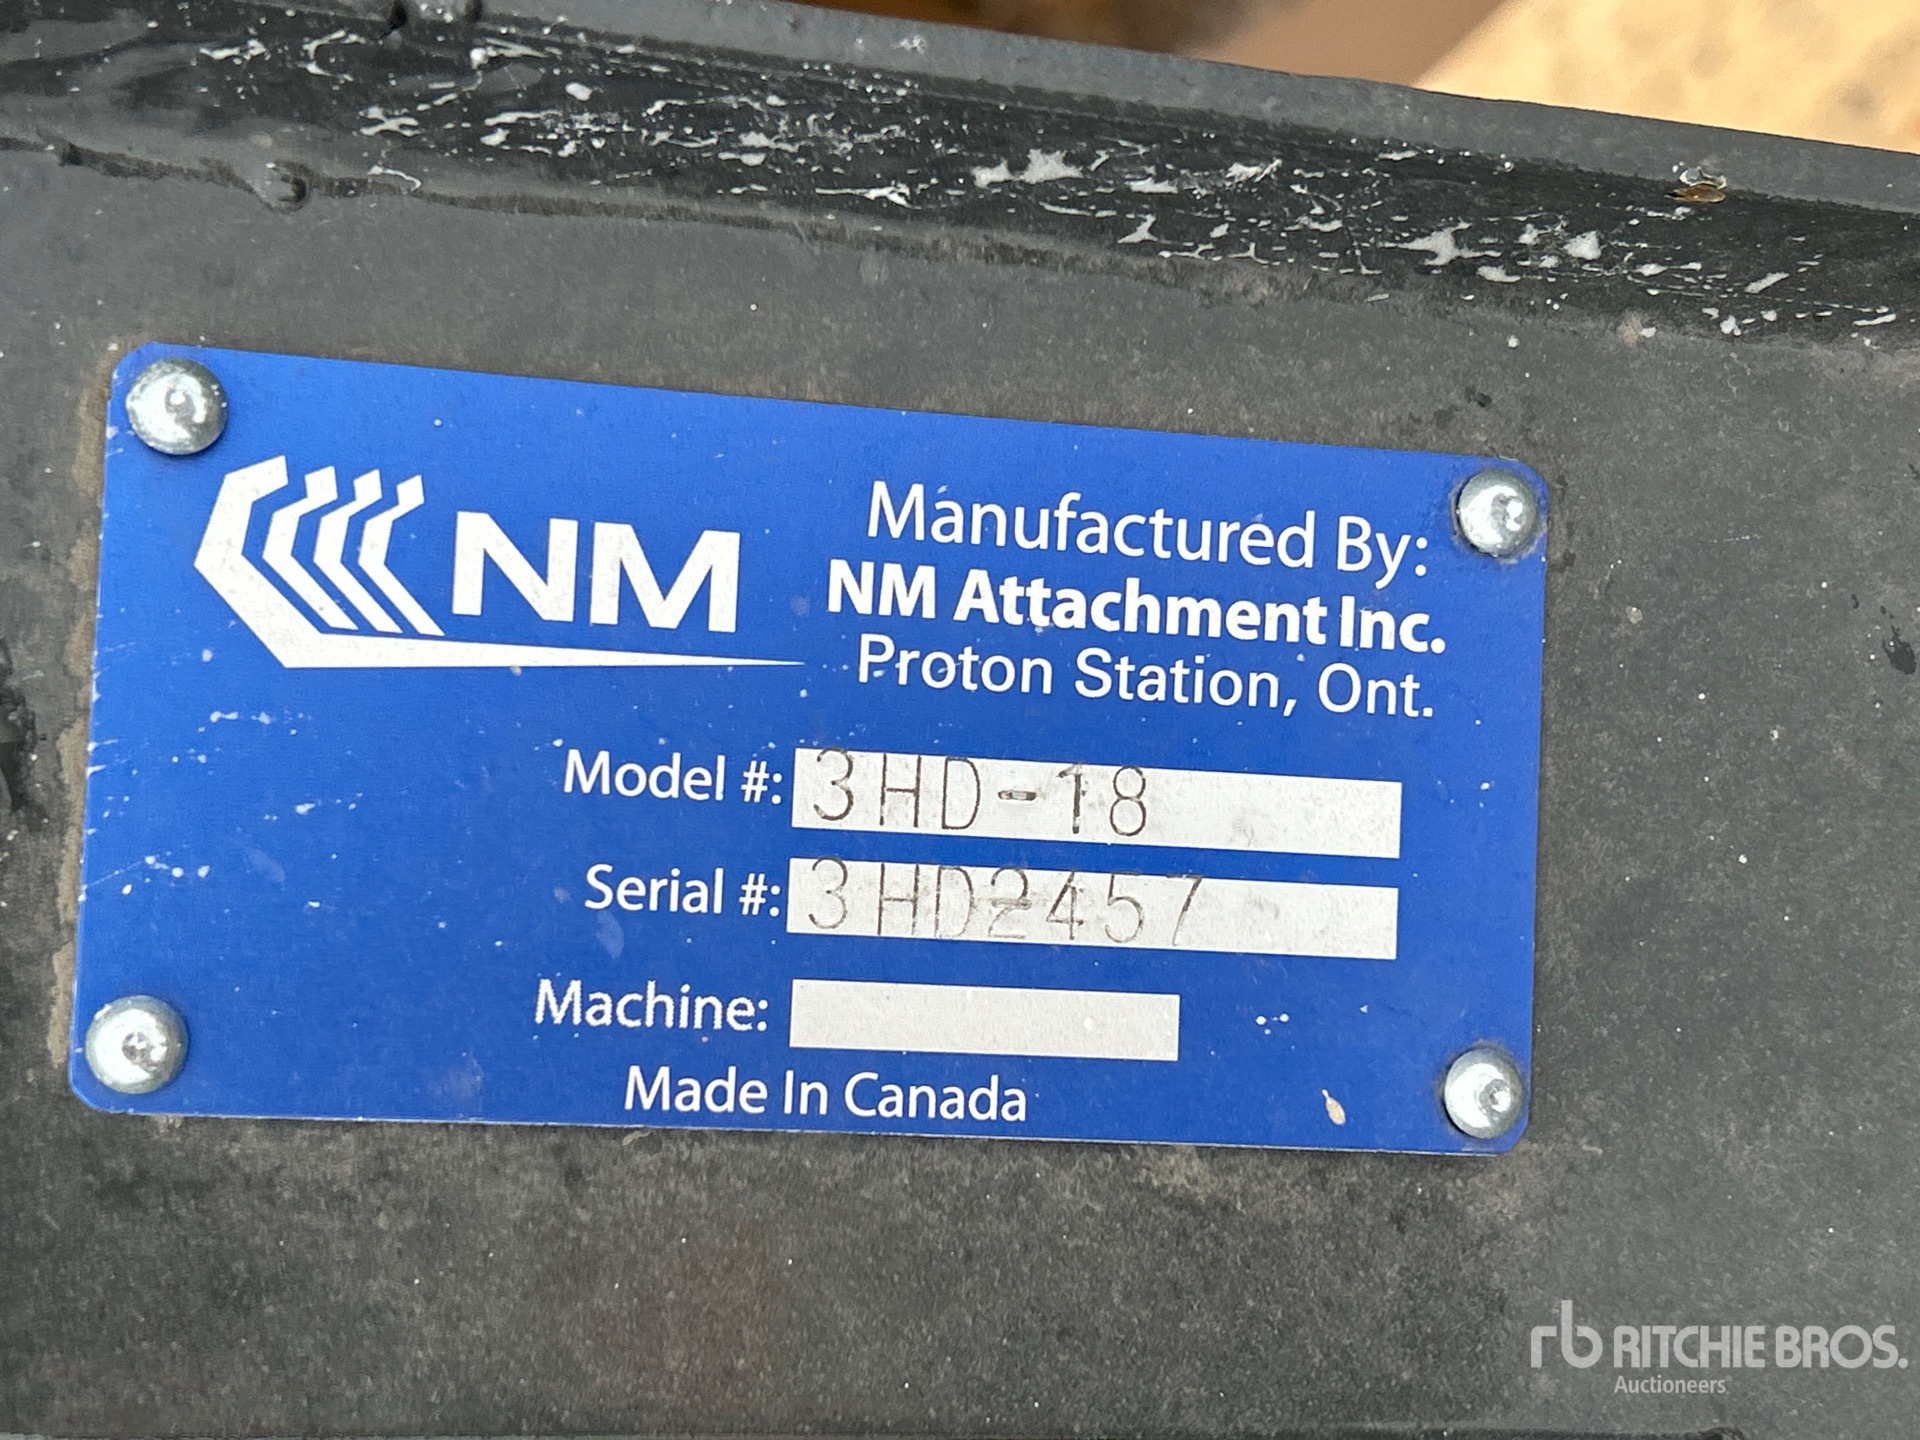 NM
Manufactured By:
NM Attachment Inc.
Proton Station, Ont.
Model #: 3HD-18
Serial #: 3HD2457
Machine:
Made In Canada
rb RITCHIE BROS.
Auctioneers